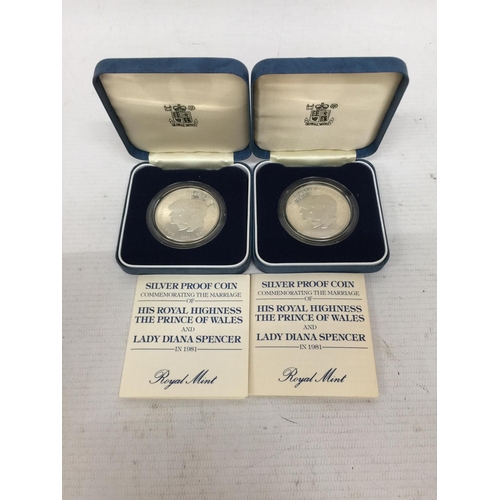 SILVER PROOF COIN
COMMEMORATING THE MARRIAGE
OF
HIS ROYAL HIGHNESS
THE PRINCE OF WALES
AND
LADY DIANA SPENCER
IN 1981
Royal Mint
SILVER PROOF COIN
COMMEMORATING THE MARRIAGE
OF
HIS ROYAL HIGHNESS
THE PRINCE OF WALES
AND
LADY DIANA SPENCER
IN 1981
Royal Mint